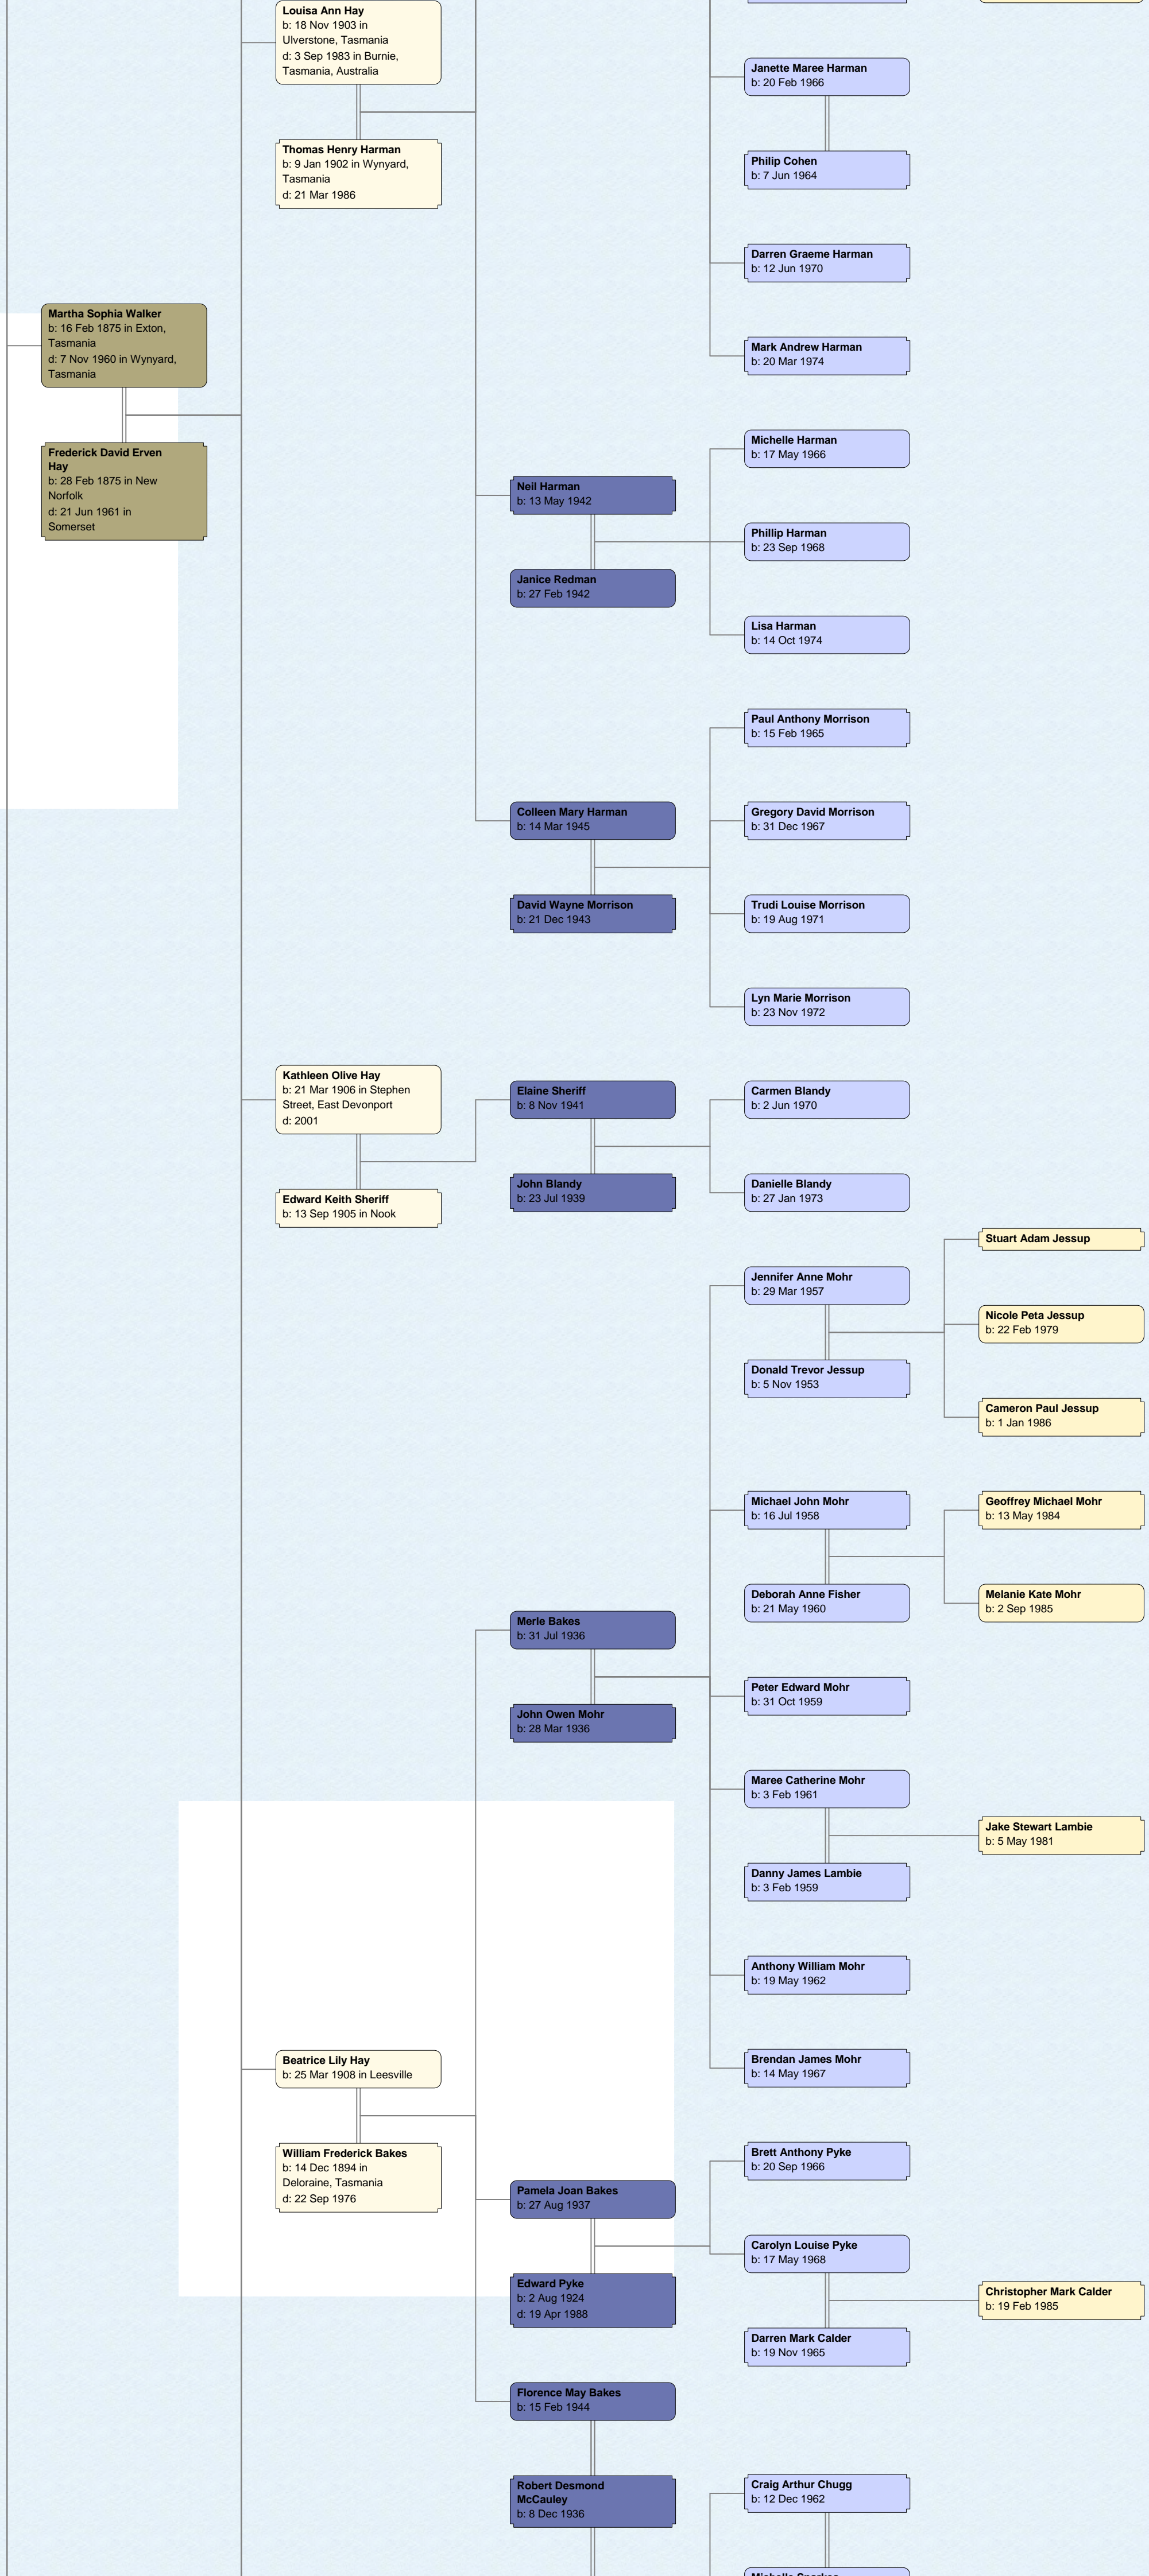 Louisa Ann Hay
b: 18 Nov 1903 in
Ulverstone, Tasmania
d: 3 Sep 1983 in Burnie,
Tasmania, Australia
Thomas Henry Harman
b: 9 Jan 1902 in Wynyard,
Tasmania
d: 21 Mar 1986
Janette Maree Harman
b: 20 Feb 1966
Philip Cohen
b: 7 Jun 1964
Darren Graeme Harman
b: 12 Jun 1970
Mark Andrew Harman
b: 20 Mar 1974
Martha Sophia Walker
b: 16 Feb 1875 in Exton,
Tasmania
d: 7 Nov 1960 in Wynyard,
Tasmania
Frederick David Erven
Hay
b: 28 Feb 1875 in New
Norfolk
d: 21 Jun 1961 in
Somerset
Neil Harman
b: 13 May 1942
Janice Redman
b: 27 Feb 1942
Michelle Harman
b: 17 May 1966
Phillip Harman
b: 23 Sep 1968
Lisa Harman
b: 14 Oct 1974
Colleen Mary Harman
b: 14 Mar 1945
David Wayne Morrison
b: 21 Dec 1943
Paul Anthony Morrison
b: 15 Feb 1965
Gregory David Morrison
b: 31 Dec 1967
Trudi Louise Morrison
b: 19 Aug 1971
Lyn Marie Morrison
b: 23 Nov 1972
Kathleen Olive Hay
b: 21 Mar 1906 in Stephen
Street, East Devonport
d: 2001
Edward Keith Sheriff
b: 13 Sep 1905 in Nook
Elaine Sheriff
b: 8 Nov 1941
John Blandy
b: 23 Jul 1939
Carmen Blandy
b: 2 Jun 1970
Danielle Blandy
b: 27 Jan 1973
Jennifer Anne Mohr
b: 29 Mar 1957
Donald Trevor Jessup
b: 5 Nov 1953
Stuart Adam Jessup
Nicole Peta Jessup
b: 22 Feb 1979
Cameron Paul Jessup
b: 1 Jan 1986
Michael John Mohr
b: 16 Jul 1958
Deborah Anne Fisher
b: 21 May 1960
Geoffrey Michael Mohr
b: 13 May 1984
Melanie Kate Mohr
b: 2 Sep 1985
Merle Bakes
b: 31 Jul 1936
John Owen Mohr
b: 28 Mar 1936
Peter Edward Mohr
b: 31 Oct 1959
Maree Catherine Mohr
b: 3 Feb 1961
Danny James Lambie
b: 3 Feb 1959
Jake Stewart Lambie
b: 5 May 1981
Anthony William Mohr
b: 19 May 1962
Brendan James Mohr
b: 14 May 1967
Beatrice Lily Hay
b: 25 Mar 1908 in Leesville
William Frederick Bakes
b: 14 Dec 1894 in
Deloraine, Tasmania
d: 22 Sep 1976
Pamela Joan Bakes
b: 27 Aug 1937
Edward Pyke
b: 2 Aug 1924
d: 19 Apr 1988
Brett Anthony Pyke
b: 20 Sep 1966
Carolyn Louise Pyke
b: 17 May 1968
Darren Mark Calder
b: 19 Nov 1965
Christopher Mark Calder
b: 19 Feb 1985
Florence May Bakes
b: 15 Feb 1944
Robert Desmond
McCauley
b: 8 Dec 1936
Craig Arthur Chugg
b: 12 Dec 1962